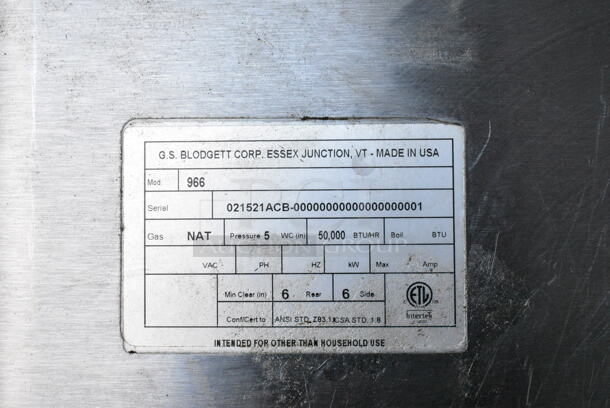 G.S. BLODGETT CORP. ESSEX JUNCTION, VT - MADE IN USA
Mod. 966
Serial 021521ACB-00000000000000000001
Gas NAT Pressure 5 WC (in) 50,000 BTU/HR Boil. BTU
VAC PH HZ kW Max Amp
Min Clear (in) 6 Rear 6 Side
Conf/Cert to ANSI STD. Z83.11 CSA STD. 1.8
ETL
Intertek
INTENDED FOR OTHER THAN HOUSEHOLD USE